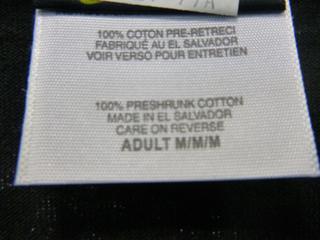 100% COTON PRE-RETRECI
FABRIQUÉ AU EL SALVADOR
VOIR VERSO POUR ENTRETIEN
100% PRESHRUNK COTTON
MADE IN EL SALVADOR
CARE ON REVERSE
ADULT M/M/M